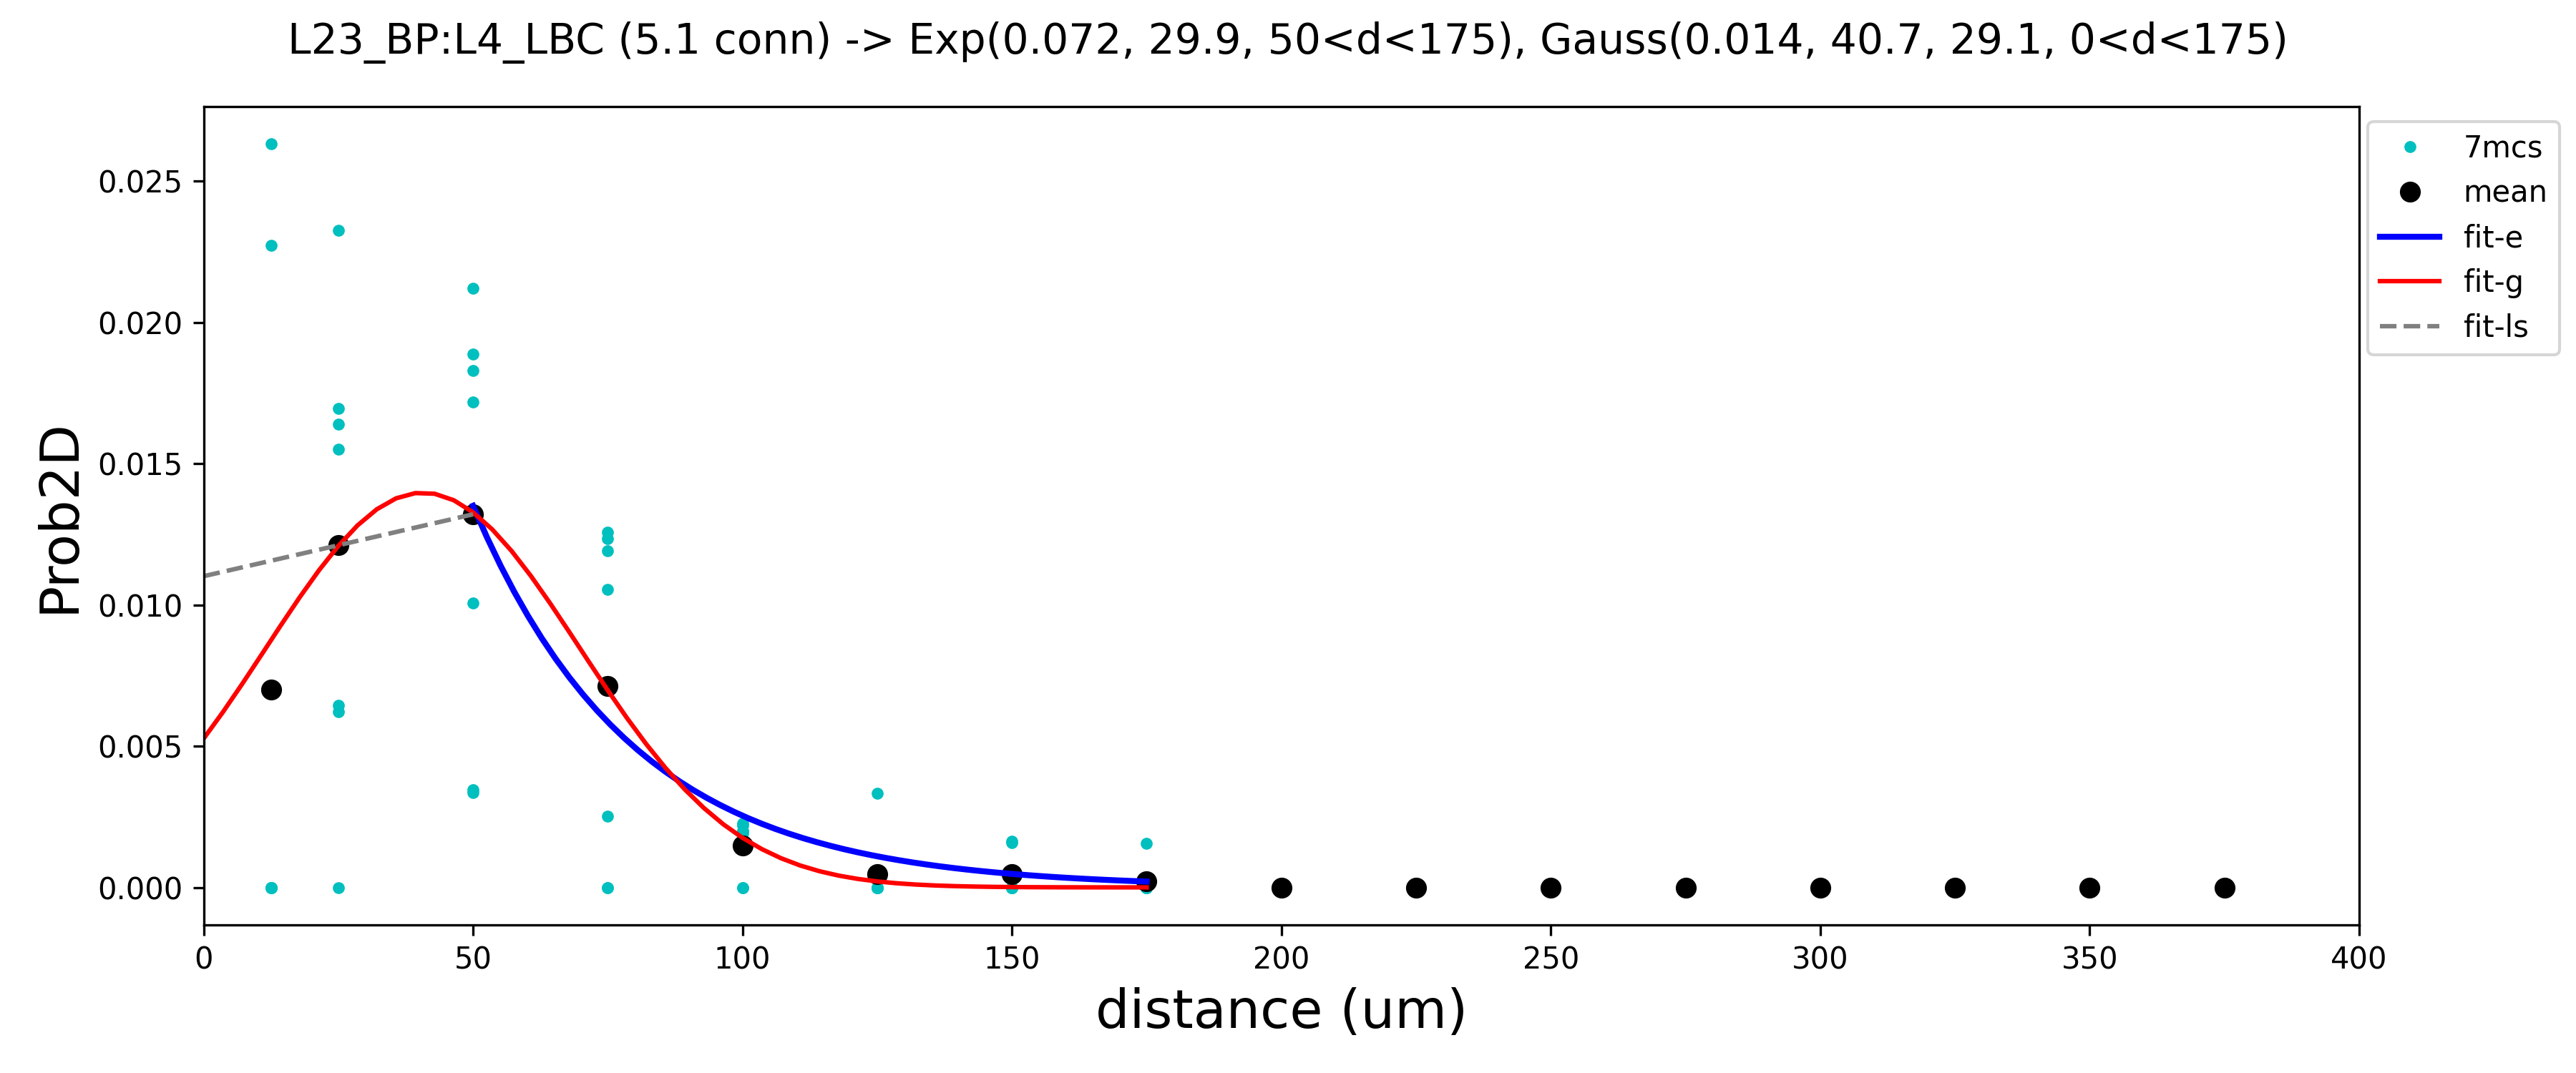 L23_BP:L4_LBC (5.1 conn) -> Exp(0.072, 29.9, 50<d<175), Gauss(0.014, 40.7, 29.1, 0<d<175)
7mcs
mean
fit-e
fit-g
fit-ls
Prob2D
0.025
0.020
0.015
0.010
0.005
0.000
0 50 100 150 200 250 300 350 400
distance (um)